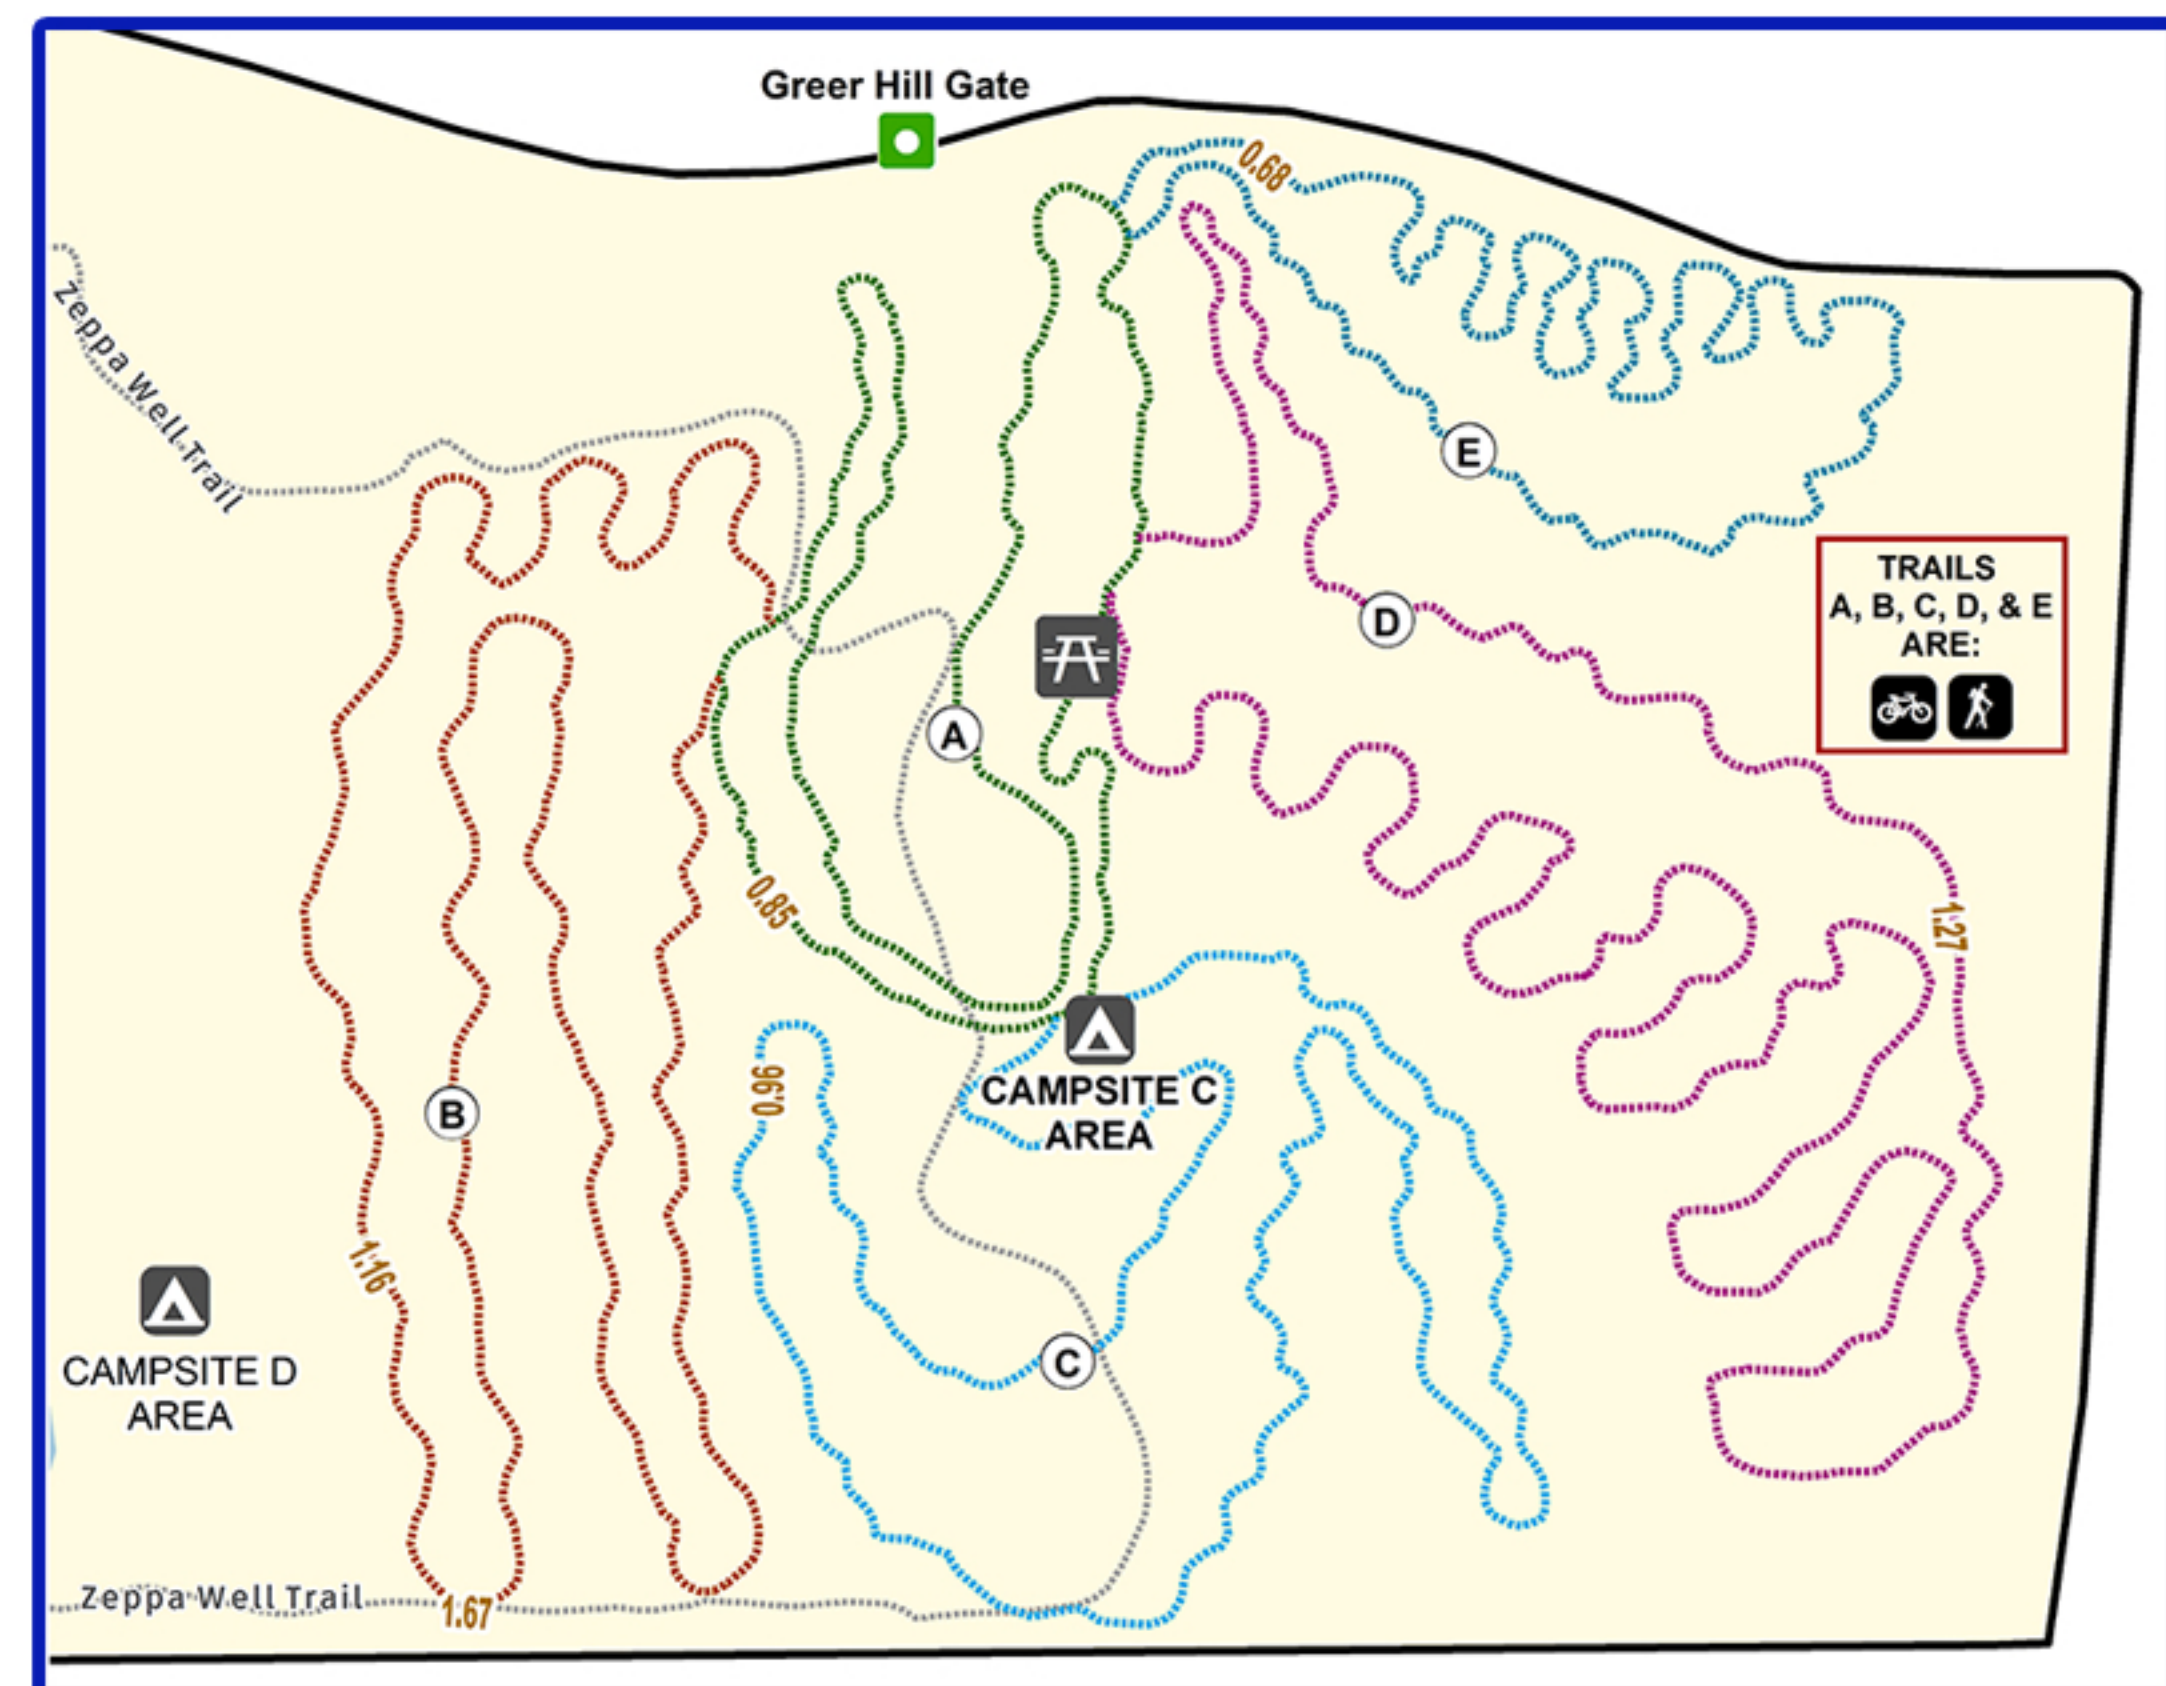 Greer Hill Gate
0.68
Zeppa Well Trail
E
TRAILS
A, B, C, D, & E
ARE:
D
A
0.85
1.27
0.96
CAMPSITE C
AREA
B
1.16
CAMPSITE D
AREA
C
Zeppa Well Trail
1.67